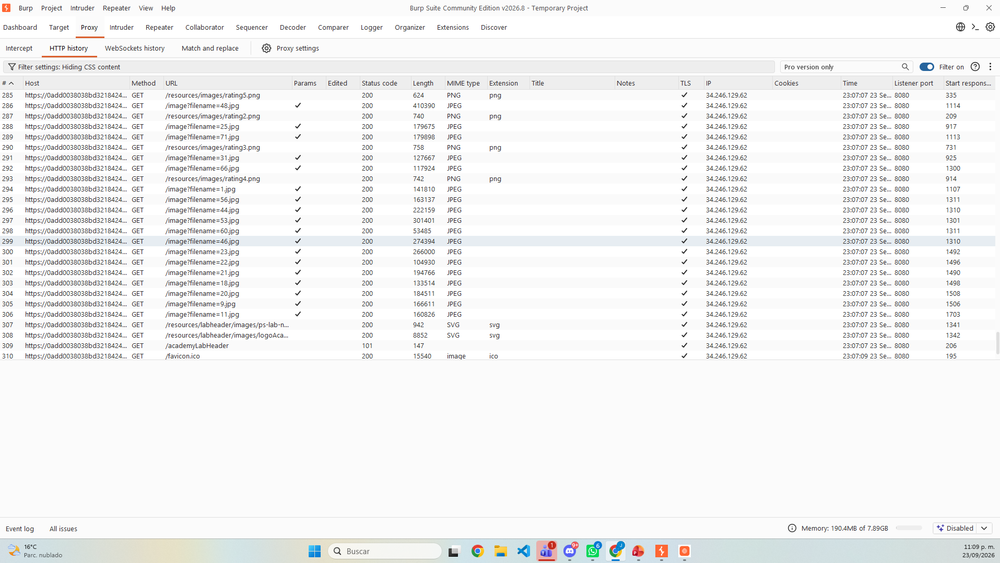 Burp Project Intruder Repeater View Help
Burp Suite Community Edition v2026.8 - Temporary Project
Dashboard Target Proxy Intruder Repeater Collaborator Sequencer Decoder Comparer Logger Organizer Extensions Discover
Intercept HTTP history WebSockets history Match and replace Proxy settings
Filter settings: Hiding CSS content Pro version only Filter on
# Host Method URL Params Edited Status code Length MIME type Extension Title Notes TLS IP Cookies Time Listener port Start respons...
285 https://0add0038038bd3218424... GET /resources/images/rating5.png 200 624 PNG png ✓ 34.246.129.62 23:07:07 23 Se... 8080 335
286 https://0add0038038bd3218424... GET /image?filename=48.jpg ✓ 200 410390 JPEG ✓ 34.246.129.62 23:07:07 23 Se... 8080 1114
287 https://0add0038038bd3218424... GET /resources/images/rating2.png 200 740 PNG png ✓ 34.246.129.62 23:07:07 23 Se... 8080 209
288 https://0add0038038bd3218424... GET /image?filename=25.jpg ✓ 200 179675 JPEG ✓ 34.246.129.62 23:07:07 23 Se... 8080 917
289 https://0add0038038bd3218424... GET /image?filename=71.jpg ✓ 200 179898 JPEG ✓ 34.246.129.62 23:07:07 23 Se... 8080 1113
290 https://0add0038038bd3218424... GET /resources/images/rating3.png 200 758 PNG png ✓ 34.246.129.62 23:07:07 23 Se... 8080 731
291 https://0add0038038bd3218424... GET /image?filename=31.jpg ✓ 200 127667 JPEG ✓ 34.246.129.62 23:07:07 23 Se... 8080 925
292 https://0add0038038bd3218424... GET /image?filename=66.jpg ✓ 200 117924 JPEG ✓ 34.246.129.62 23:07:07 23 Se... 8080 1300
293 https://0add0038038bd3218424... GET /resources/images/rating4.png 200 742 PNG png ✓ 34.246.129.62 23:07:07 23 Se... 8080 914
294 https://0add0038038bd3218424... GET /image?filename=1.jpg ✓ 200 141810 JPEG ✓ 34.246.129.62 23:07:07 23 Se... 8080 1107
295 https://0add0038038bd3218424... GET /image?filename=56.jpg ✓ 200 163137 JPEG ✓ 34.246.129.62 23:07:07 23 Se... 8080 1311
296 https://0add0038038bd3218424... GET /image?filename=44.jpg ✓ 200 222159 JPEG ✓ 34.246.129.62 23:07:07 23 Se... 8080 1310
297 https://0add0038038bd3218424... GET /image?filename=53.jpg ✓ 200 301401 JPEG ✓ 34.246.129.62 23:07:07 23 Se... 8080 1301
298 https://0add0038038bd3218424... GET /image?filename=60.jpg ✓ 200 53485 JPEG ✓ 34.246.129.62 23:07:07 23 Se... 8080 1311
299 https://0add0038038bd3218424... GET /image?filename=46.jpg ✓ 200 274394 JPEG ✓ 34.246.129.62 23:07:07 23 Se... 8080 1310
300 https://0add0038038bd3218424... GET /image?filename=23.jpg ✓ 200 266000 JPEG ✓ 34.246.129.62 23:07:07 23 Se... 8080 1492
301 https://0add0038038bd3218424... GET /image?filename=22.jpg ✓ 200 104930 JPEG ✓ 34.246.129.62 23:07:07 23 Se... 8080 1496
302 https://0add0038038bd3218424... GET /image?filename=21.jpg ✓ 200 194766 JPEG ✓ 34.246.129.62 23:07:07 23 Se... 8080 1490
303 https://0add0038038bd3218424... GET /image?filename=18.jpg ✓ 200 133514 JPEG ✓ 34.246.129.62 23:07:07 23 Se... 8080 1498
304 https://0add0038038bd3218424... GET /image?filename=20.jpg ✓ 200 184511 JPEG ✓ 34.246.129.62 23:07:07 23 Se... 8080 1508
305 https://0add0038038bd3218424... GET /image?filename=9.jpg ✓ 200 166611 JPEG ✓ 34.246.129.62 23:07:07 23 Se... 8080 1506
306 https://0add0038038bd3218424... GET /image?filename=11.jpg ✓ 200 160826 JPEG ✓ 34.246.129.62 23:07:07 23 Se... 8080 1703
307 https://0add0038038bd3218424... GET /resources/labheader/images/ps-lab-n... 200 942 SVG svg ✓ 34.246.129.62 23:07:07 23 Se... 8080 1341
308 https://0add0038038bd3218424... GET /resources/labheader/images/logoAca... 200 8852 SVG svg ✓ 34.246.129.62 23:07:07 23 Se... 8080 1342
309 https://0add0038038bd3218424... GET /academyLabHeader 101 147 ✓ 34.246.129.62 23:07:07 23 Se... 8080 206
310 https://0add0038038bd3218424... GET /favicon.ico 200 15540 image ico ✓ 34.246.129.62 23:07:09 23 Se... 8080 195
Event log All issues Memory: 190.4MB of 7.89GB Disabled
16°C
Parc. nublado
Buscar
1
9+
6
J
11:09 p. m.
23/09/2026